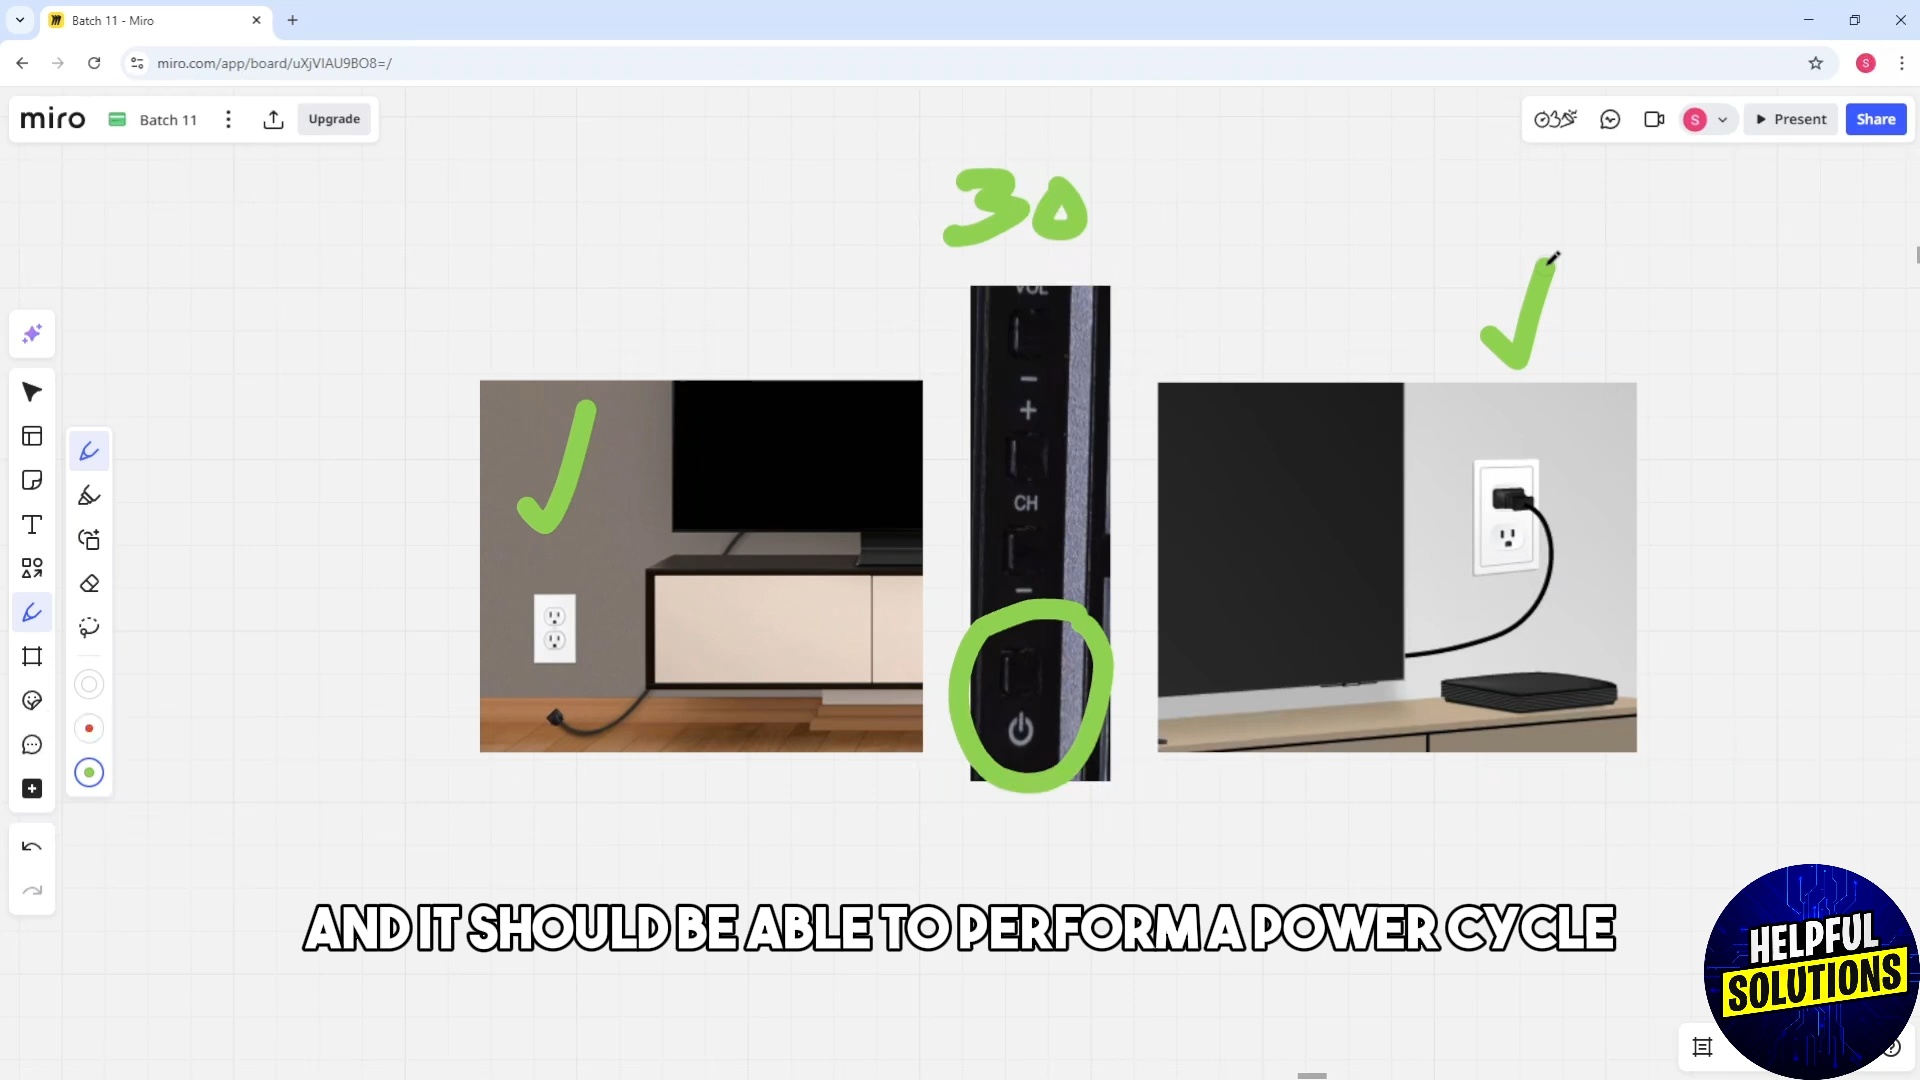 Batch 11 - Miro
miro.com/app/board/uXjVIAU9BO8=/
miro
Batch 11
Upgrade
Present
Share
S
S
30
VOL
−
+
CH
−
AND IT SHOULD BE ABLE TO PERFORM A POWER CYCLE
HELPFUL
SOLUTIONS